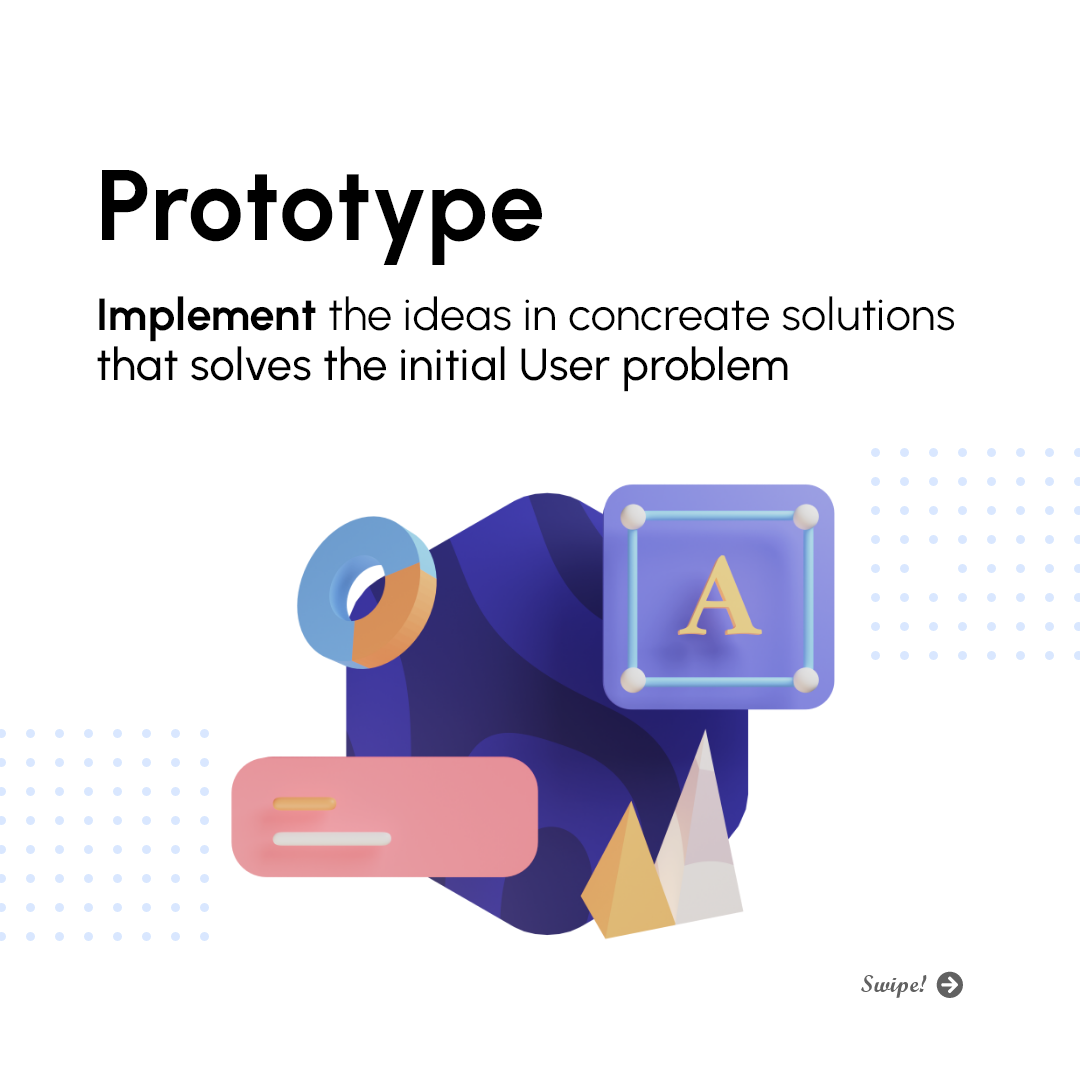 Prototype
Implement the ideas in concreate solutions
that solves the initial User problem
A
Swipe!